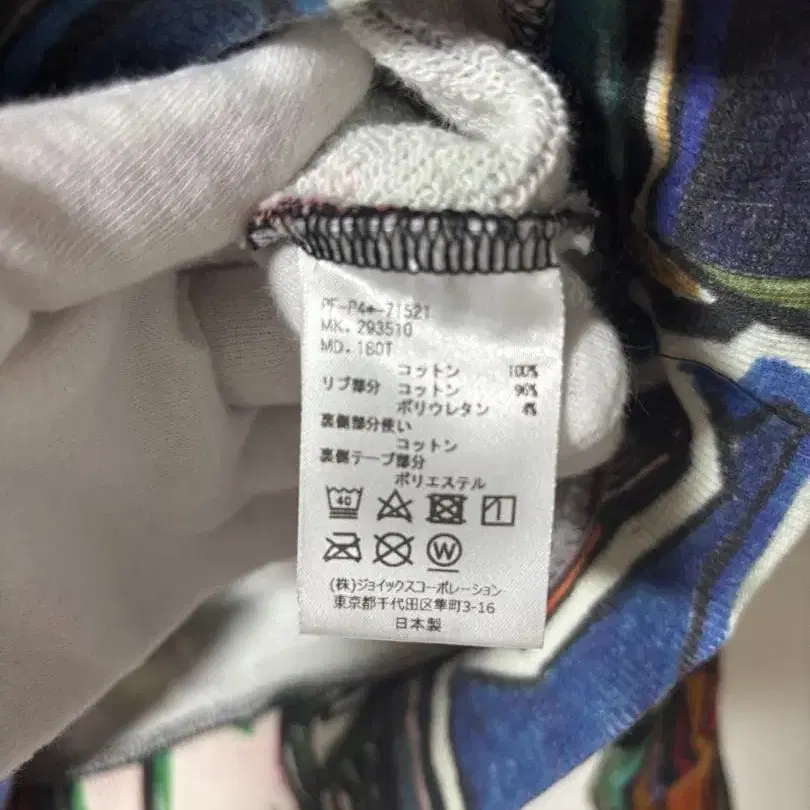 PF-P4*-71521
MK.293510
MD.160T
コットン 100%
リブ部分 コットン 96%
ポリウレタン 4%
裏側部分使い
コットン
裏側テープ部分
ポリエステル
40
W
(株)ジョイックスコーポレーション
東京都千代田区隼町3-16
日本製